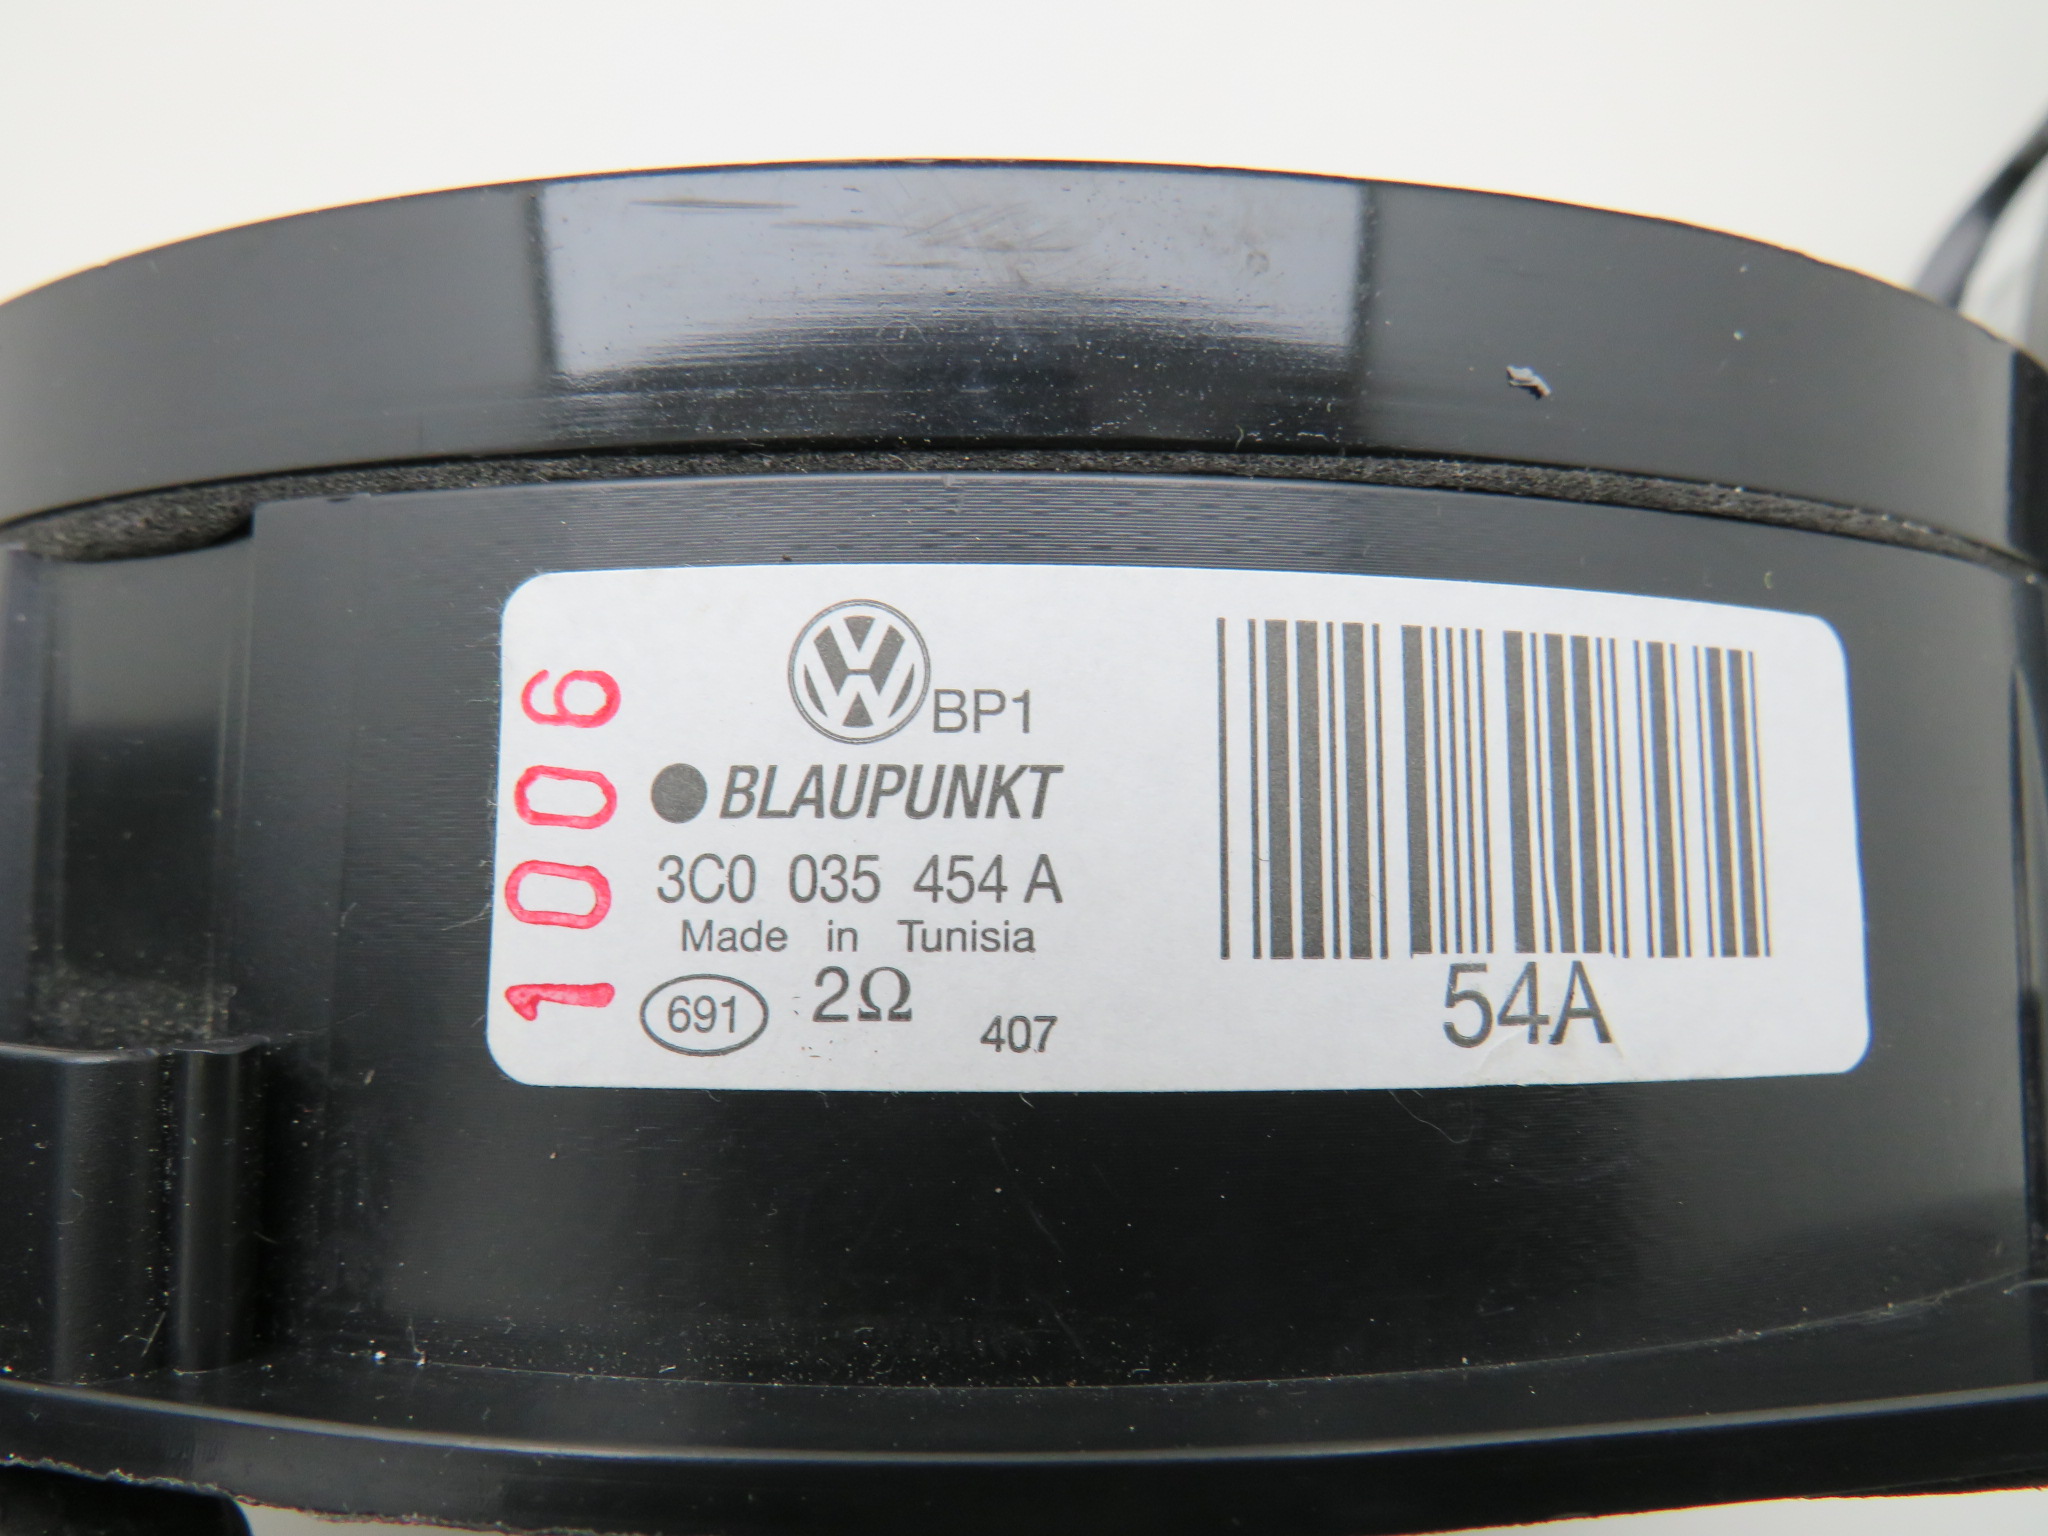 1006
BP1
BLAUPUNKT
3C0 035 454 A
Made in Tunisia
691 2Ω 407
54A